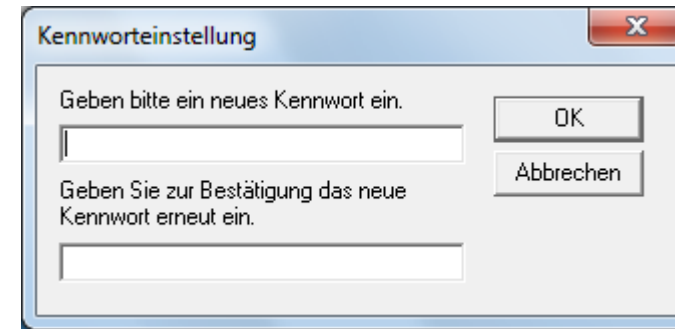 Kennworteinstellung
Geben bitte ein neues Kennwort ein.
OK
Abbrechen
Geben Sie zur Bestätigung das neue
Kennwort erneut ein.